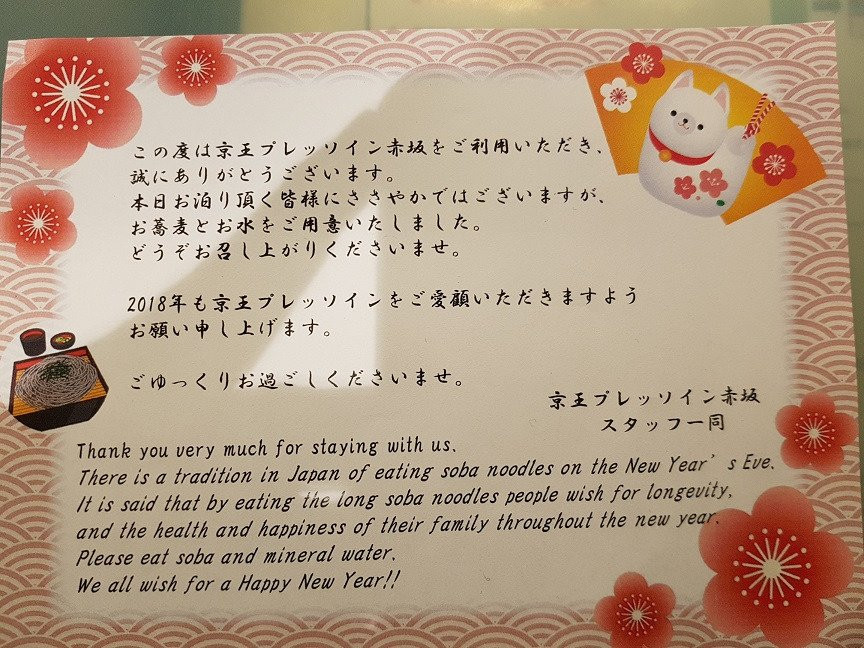 この度は京王プレッソイン赤坂をご利用いただき、
誠にありがとうございます。
本日お泊り頂く皆様にささやかではございますが、
お蕎麦とお水をご用意いたしました。
どうぞお召し上がりくださいませ。
2018年も京王プレッソインをご愛顧いただきますよう
お願い申し上げます。
ごゆっくりお過ごしくださいませ。
京王プレッソイン赤坂
スタッフ一同
Thank you very much for staying with us.
There is a tradition in Japan of eating soba noodles on the New Year’s Eve.
It is said that by eating the long soba noodles people wish for longevity,
and the health and happiness of their family throughout the new year.
Please eat soba and mineral water.
We all wish for a Happy New Year!!